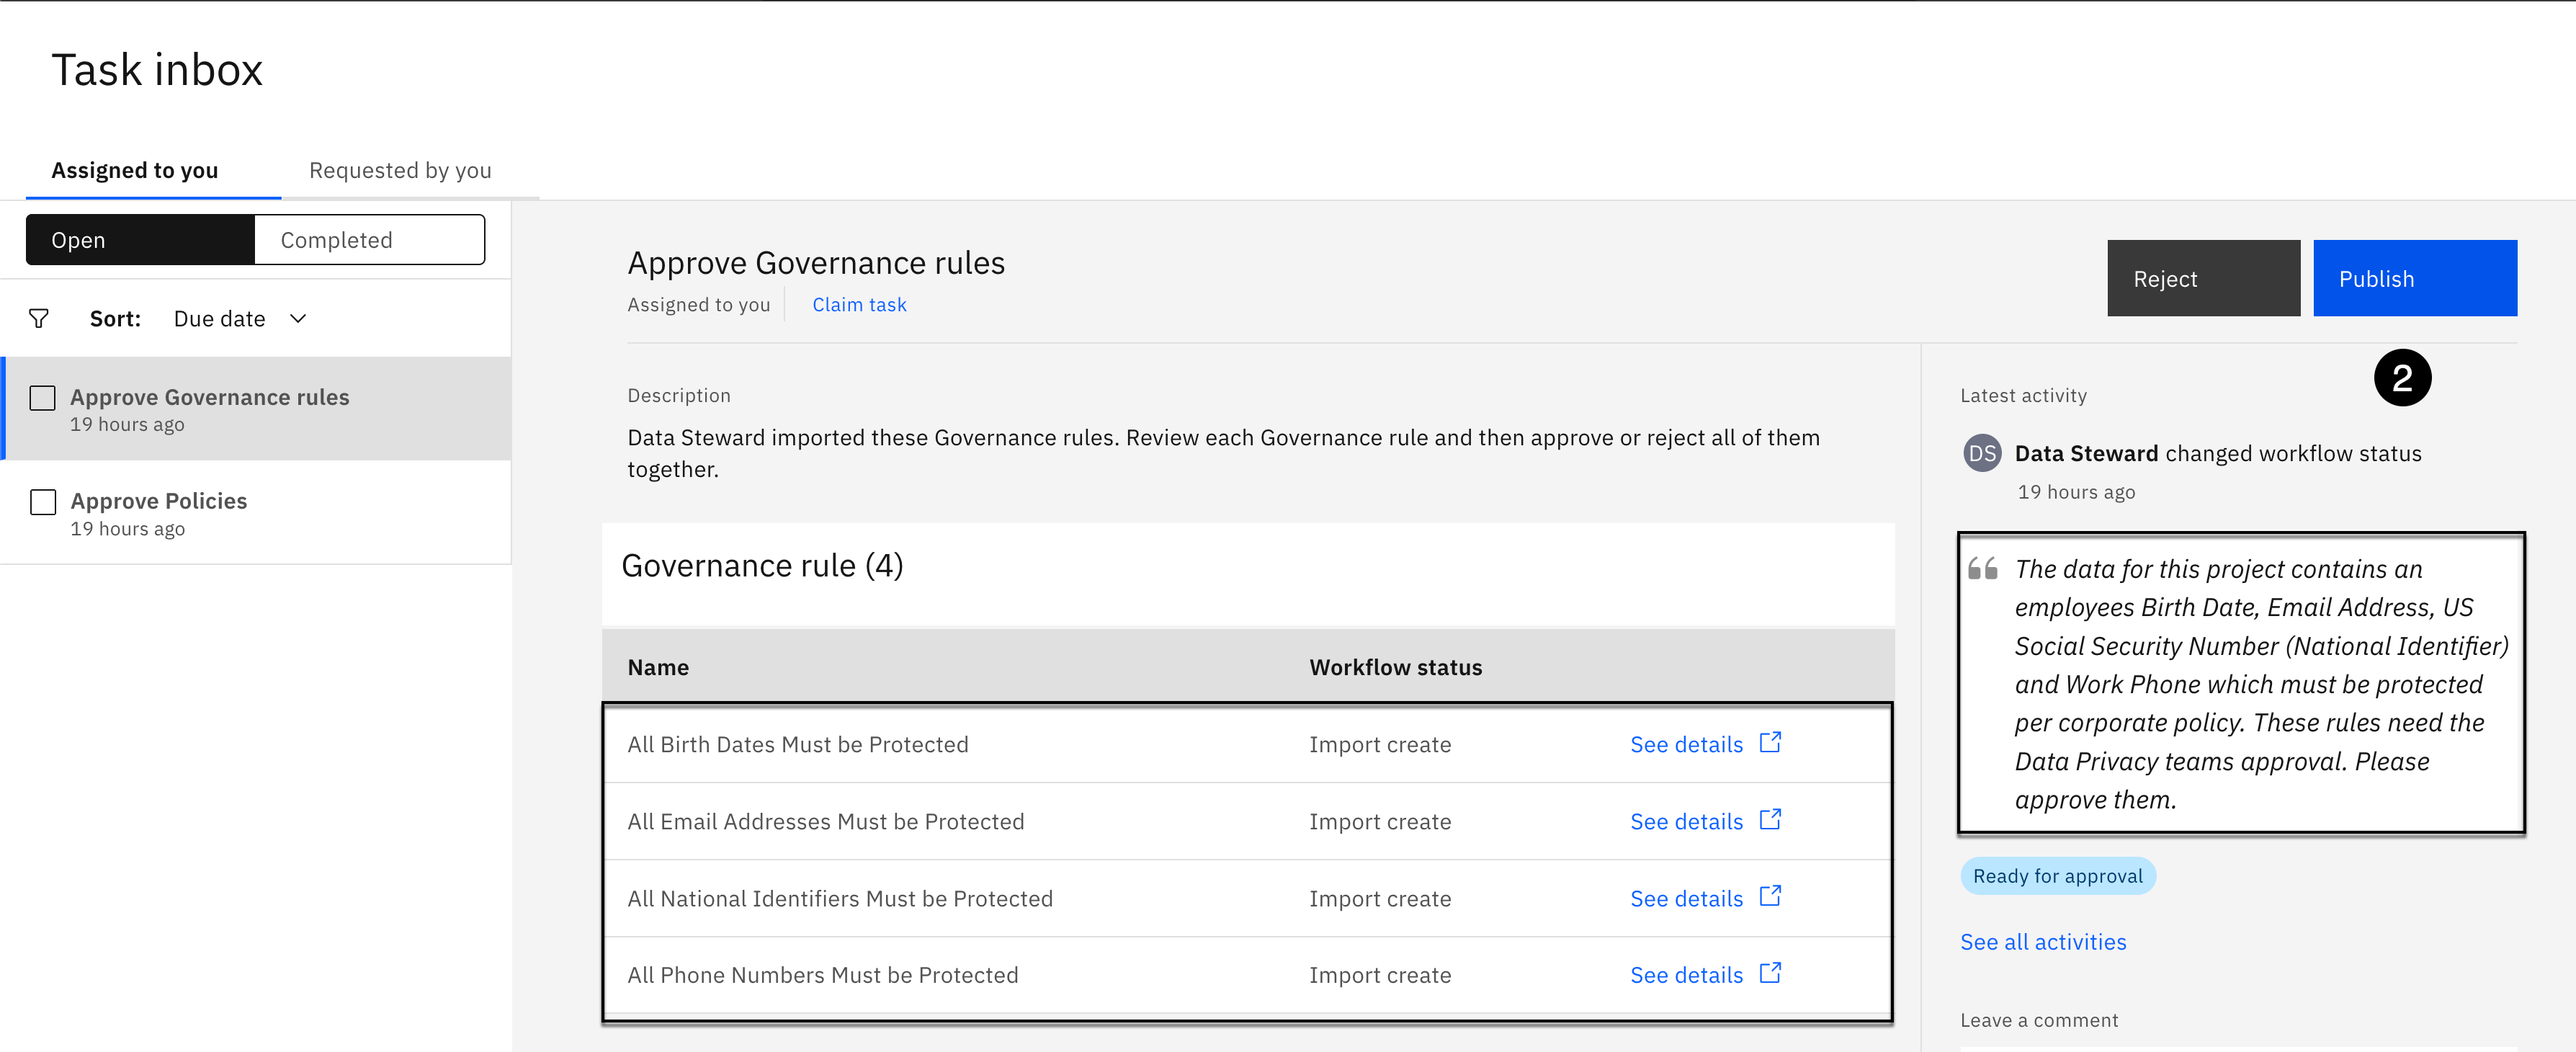 Task inbox
Assigned to you
Requested by you
Open
Completed
Sort: Due date
Approve Governance rules
19 hours ago
Approve Policies
19 hours ago
Approve Governance rules
Assigned to you
Claim task
Reject
Publish
2
Description
Data Steward imported these Governance rules. Review each Governance rule and then approve or reject all of them
together.
Governance rule (4)
Name Workflow status
All Birth Dates Must be Protected Import create See details
All Email Addresses Must be Protected Import create See details
All National Identifiers Must be Protected Import create See details
All Phone Numbers Must be Protected Import create See details
Latest activity
DS Data Steward changed workflow status
19 hours ago
“ The data for this project contains an
employees Birth Date, Email Address, US
Social Security Number (National Identifier)
and Work Phone which must be protected
per corporate policy. These rules need the
Data Privacy teams approval. Please
approve them.
Ready for approval
See all activities
Leave a comment